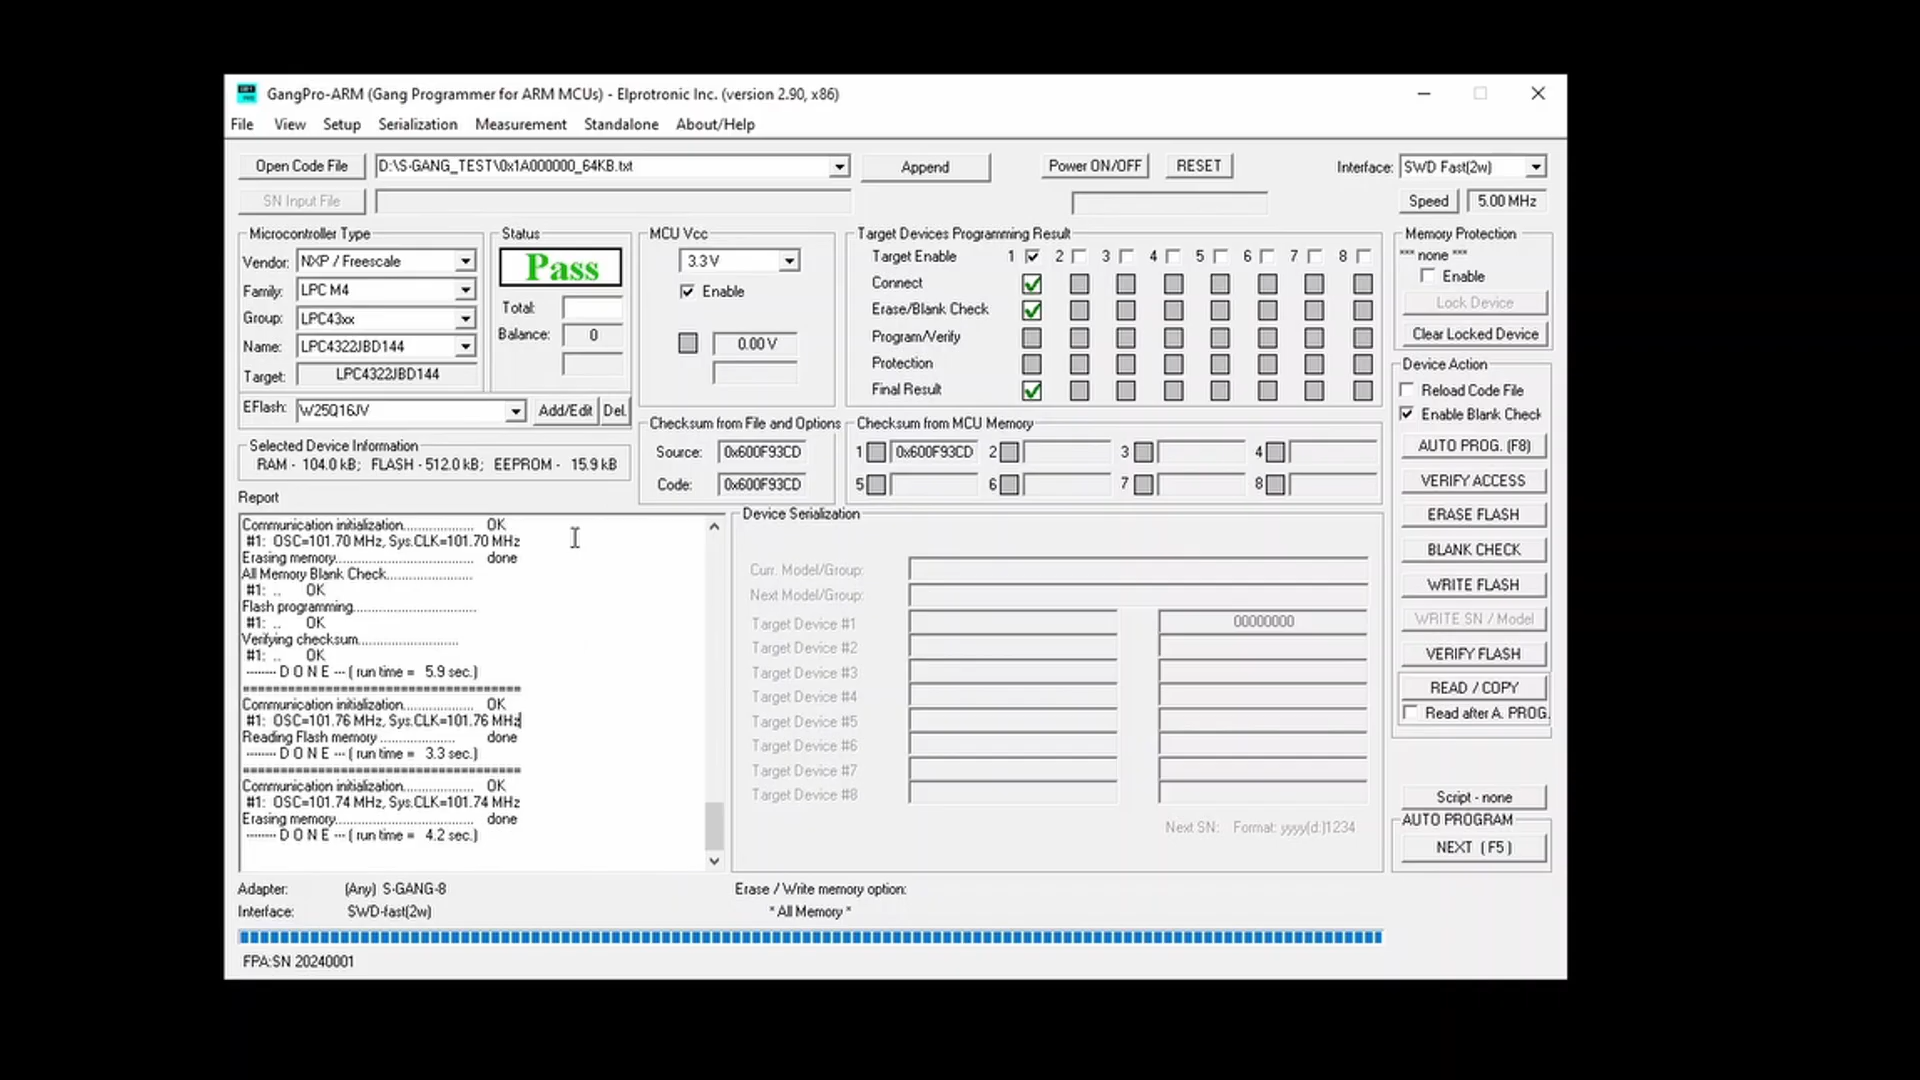 GangPro-ARM (Gang Programmer for ARM MCUs) - Elprotronic Inc. (version 2.90, x86)
File View Setup Serialization Measurement Standalone About/Help
Open Code File D:\S-GANG_TEST\0x1A000000_64KB.txt Append Power ON/OFF RESET Interface: SWD Fast(2w)
SN Input File Speed 5.00 MHz
Microcontroller Type
Vendor: NXP / Freescale
Family: LPC M4
Group: LPC43xx
Name: LPC4322JBD144
Target: LPC4322JBD144
EFlash: W25Q16JV Add/Edit Del.
Status
Pass
Total:
Balance: 0
MCU Vcc
3.3 V
Enable
0.00 V
Target Devices Programming Result
Target Enable 1 2 3 4 5 6 7 8
Connect
Erase/Blank Check
Program/Verify
Protection
Final Result
Memory Protection
*** none ***
Enable
Lock Device
Clear Locked Device
Selected Device Information
RAM - 104.0 kB; FLASH - 512.0 kB; EEPROM - 15.9 kB
Checksum from File and Options
Source: 0x600F93CD
Code: 0x600F93CD
Checksum from MCU Memory
1 0x600F93CD 2 3 4
5 6 7 8
Device Action
Reload Code File
Enable Blank Check
AUTO PROG. (F8)
VERIFY ACCESS
ERASE FLASH
BLANK CHECK
WRITE FLASH
WRITE SN / Model
VERIFY FLASH
READ / COPY
Read after A. PROG.
Script - none
AUTO PROGRAM
NEXT ( F5 )
Report
Communication initialization..................... OK
#1: OSC=101.70 MHz, Sys.CLK=101.70 MHz
Erasing memory......................................... done
All Memory Blank Check.........................
#1: .. OK
Flash programming....................................
#1: .. OK
Verifying checksum.............................
#1: .. OK
-------- D O N E --- ( run time = 5.9 sec.)
=====================================
Communication initialization..................... OK
#1: OSC=101.76 MHz, Sys.CLK=101.76 MHz
Reading Flash memory ...................... done
-------- D O N E --- ( run time = 3.3 sec.)
=====================================
Communication initialization..................... OK
#1: OSC=101.74 MHz, Sys.CLK=101.74 MHz
Erasing memory......................................... done
-------- D O N E --- ( run time = 4.2 sec.)
Device Serialization
Curr. Model/Group:
Next Model/Group:
Target Device #1 00000000
Target Device #2
Target Device #3
Target Device #4
Target Device #5
Target Device #6
Target Device #7
Target Device #8
Next SN: Format: yyyy(d:)1234
Adapter: (Any) S-GANG-8
Interface: SWD-fast(2w)
Erase / Write memory option:
* All Memory *
FPA:SN 20240001